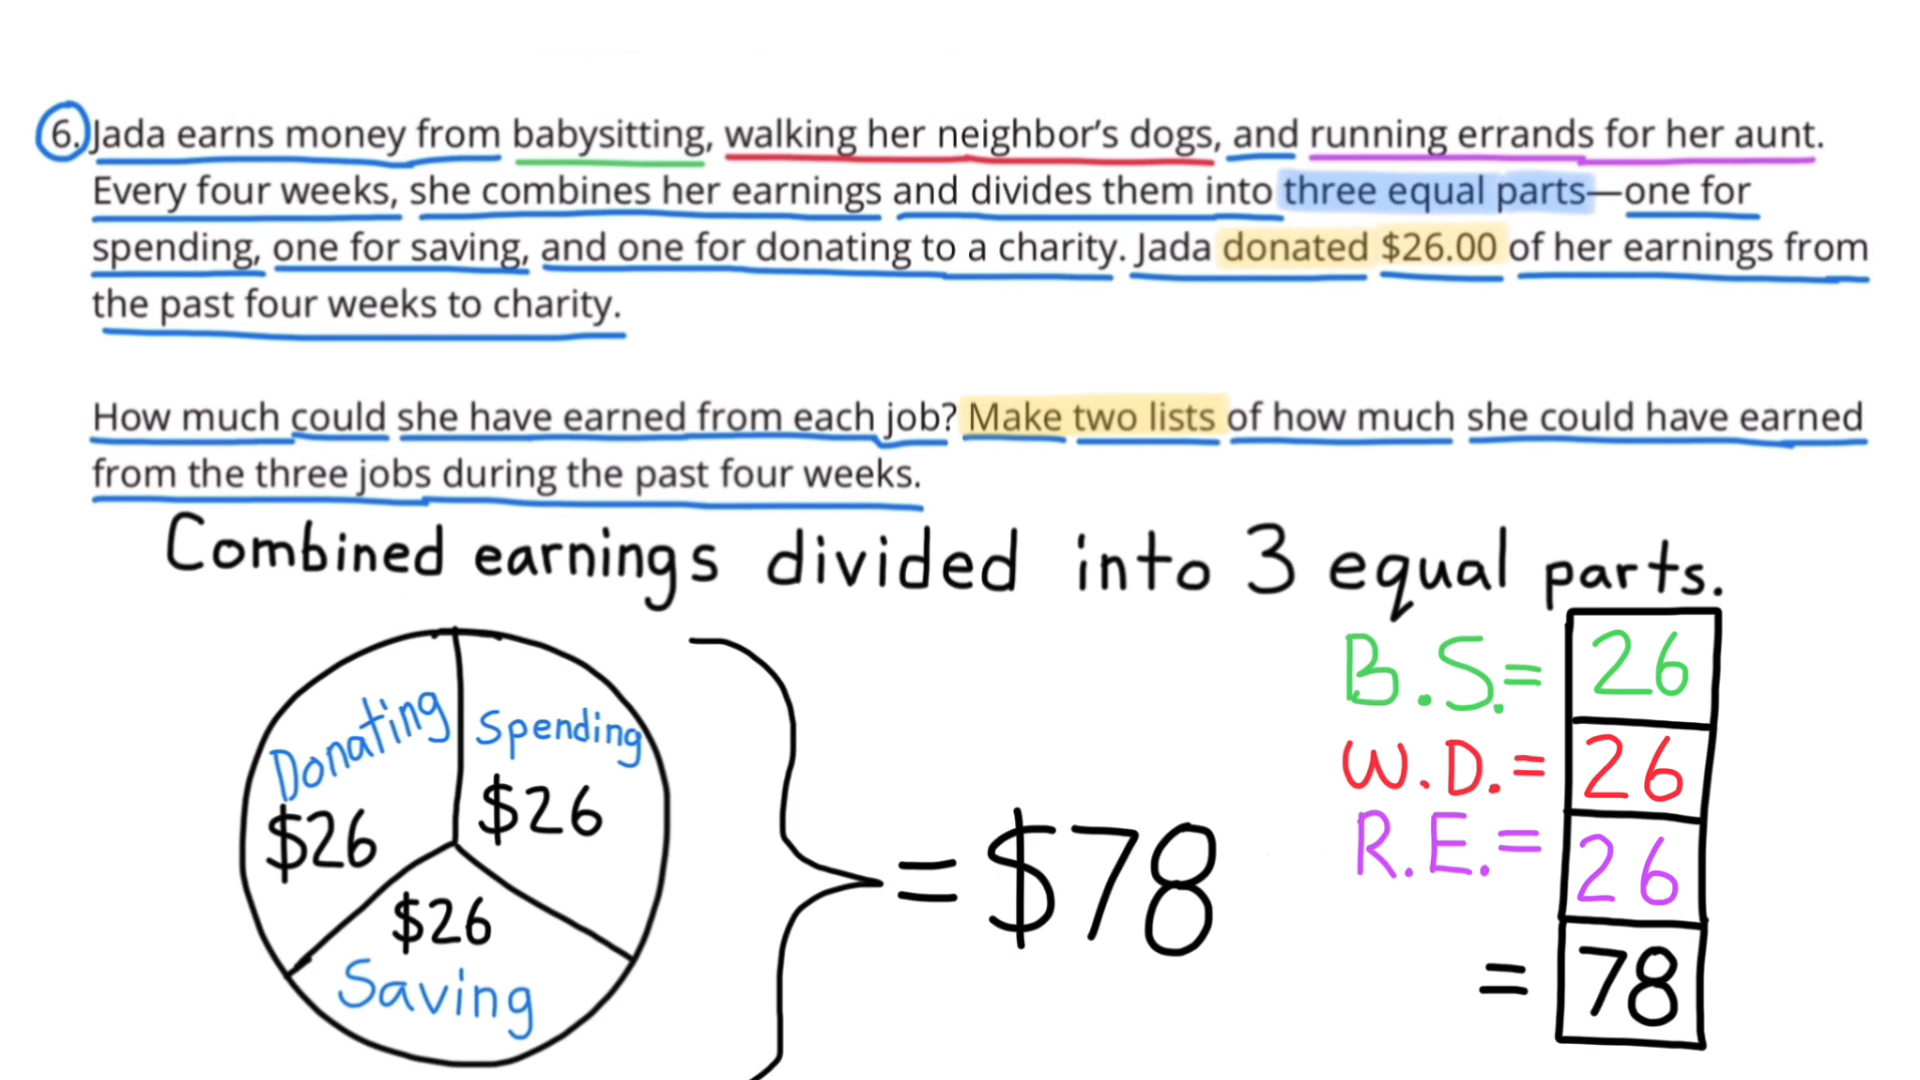 6. Jada earns money from babysitting, walking her neighbor's dogs, and running errands for her aunt.
Every four weeks, she combines her earnings and divides them into three equal parts—one for
spending, one for saving, and one for donating to a charity. Jada donated $26.00 of her earnings from
the past four weeks to charity.
How much could she have earned from each job? Make two lists of how much she could have earned
from the three jobs during the past four weeks.
Combined earnings divided into 3 equal parts.
Donating
$26
Spending
$26
$26
Saving
= $78
B.S.= 26
W.D.= 26
R.E.= 26
= 78